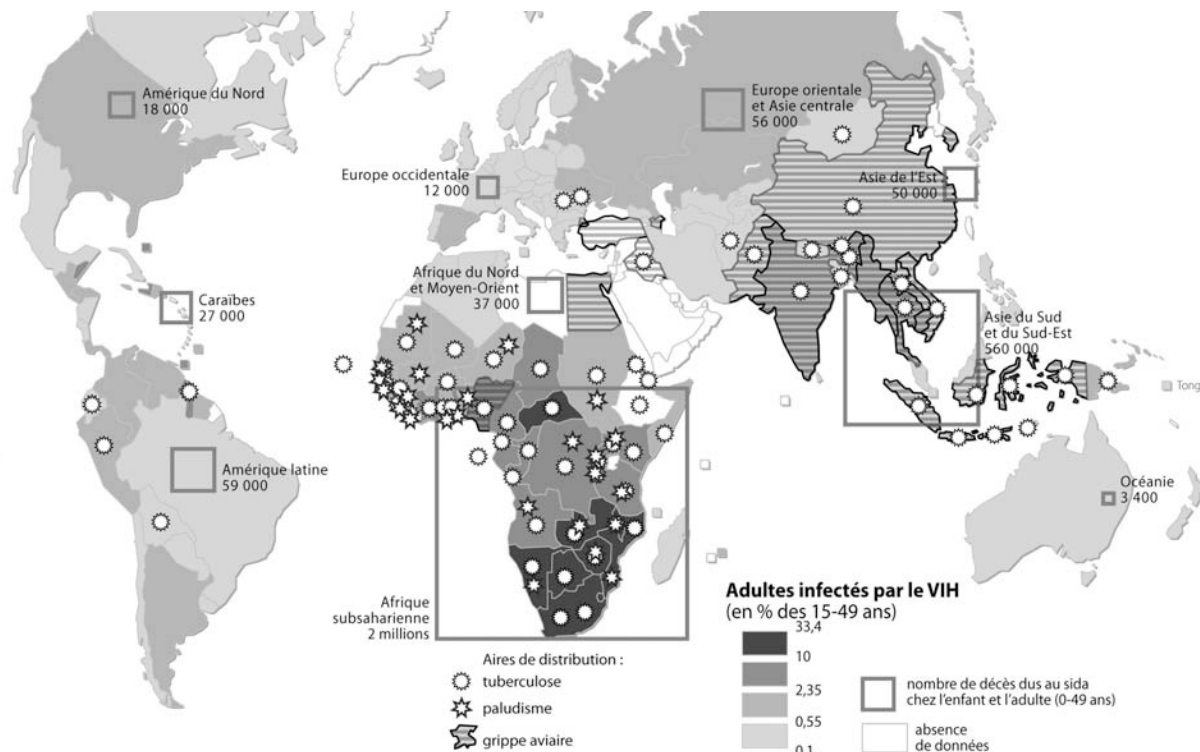 Amérique du Nord
18 000
Europe orientale
et Asie centrale
56 000
Europe occidentale
12 000
Asie de l'Est
50 000
Afrique du Nord
et Moyen-Orient
37 000
Caraïbes
27 000
Asie du Sud
et du Sud-Est
560 000
Tong
Amérique latine
59 000
Océanie
3 400
Afrique
subsaharienne
2 millions
Adultes infectés par le VIH
(en % des 15-49 ans)
33,4
10
2,35
0,55
0,1
Aires de distribution :
tuberculose
paludisme
grippe aviaire
nombre de décès dus au sida
chez l'enfant et l'adulte (0-49 ans)
absence
de données